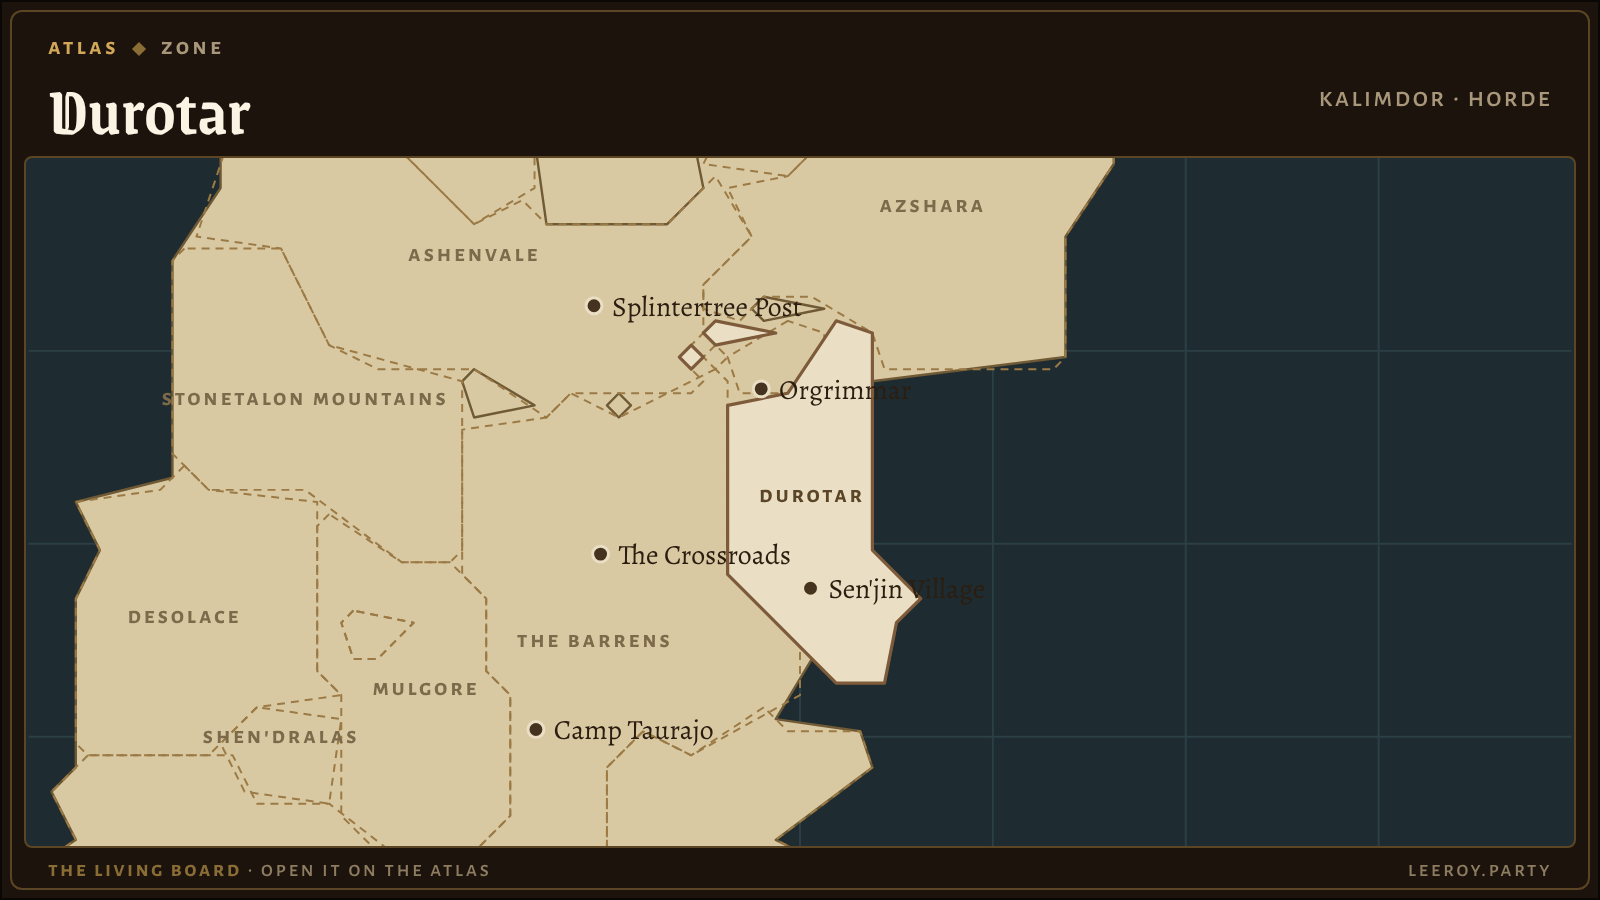 ATLAS ◆ ZONE
Durotar
KALIMDOR · HORDE
AZSHARA
ASHENVALE
Splintertree Post
Orgrimmar
STONETALON MOUNTAINS
DUROTAR
The Crossroads
Sen'jin Village
DESOLACE
THE BARRENS
MULGORE
SHEN'DRALAS
Camp Taurajo
THE LIVING BOARD · OPEN IT ON THE ATLAS
LEEROY.PARTY